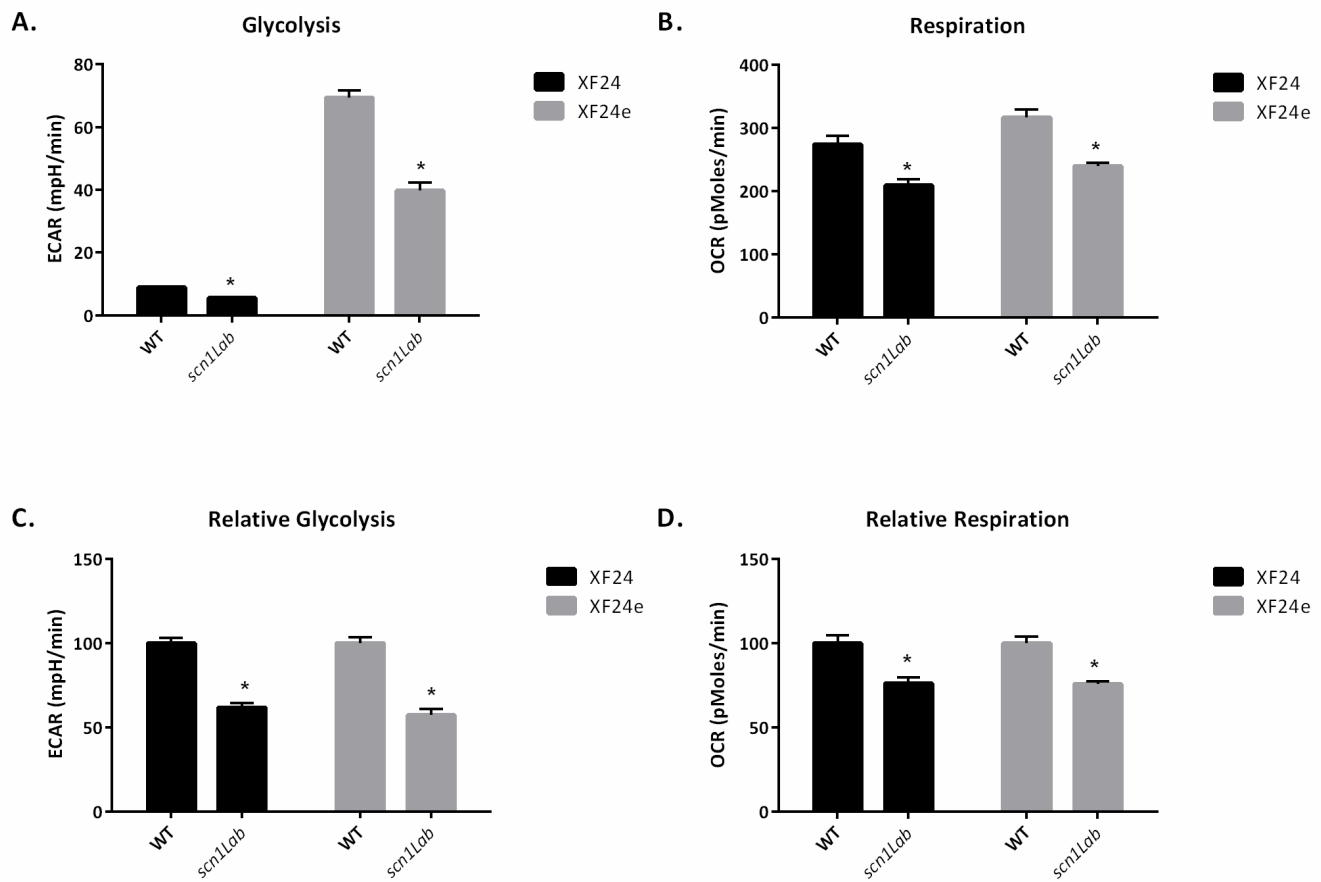 A.
Glycolysis
ECAR (mpH/min)
80
60
40
20
0
WT
scn1Lab
WT
scn1Lab
*
*
XF24
XF24e
B.
Respiration
OCR (pMoles/min)
400
300
200
100
0
WT
scn1Lab
WT
scn1Lab
*
*
XF24
XF24e
C.
Relative Glycolysis
ECAR (mpH/min)
150
100
50
0
WT
scn1Lab
WT
scn1Lab
*
*
XF24
XF24e
D.
Relative Respiration
OCR (pMoles/min)
150
100
50
0
WT
scn1Lab
WT
scn1Lab
*
*
XF24
XF24e